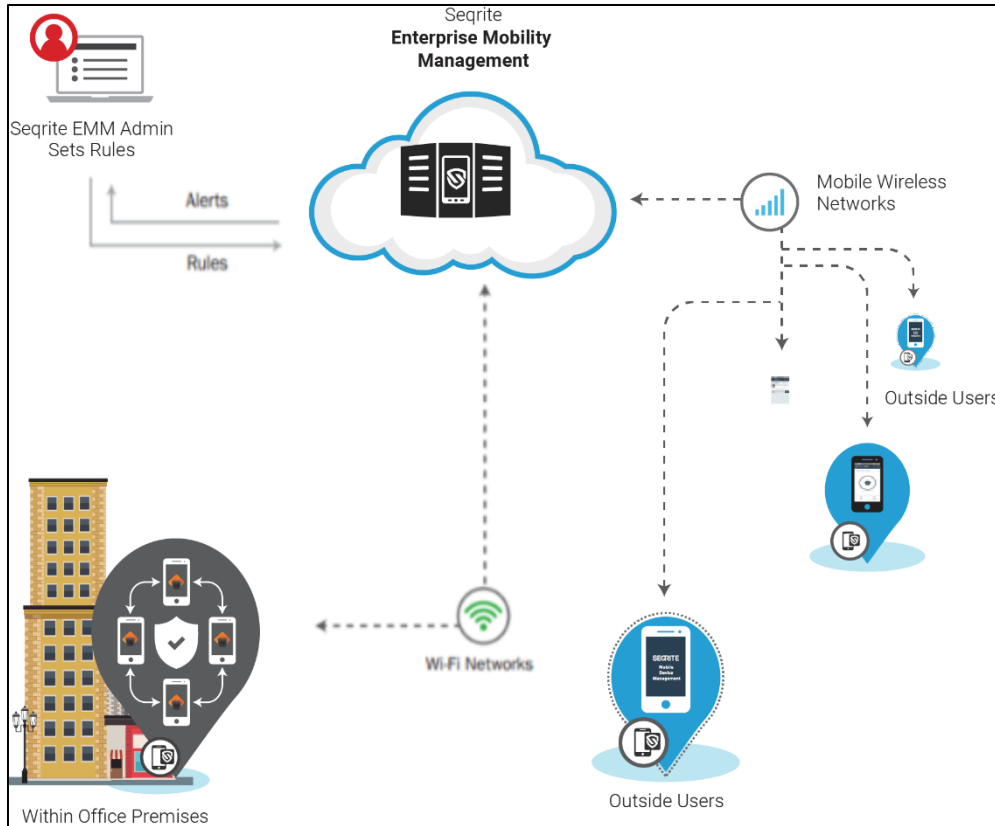 Seqrite
Enterprise Mobility
Management
Seqrite EMM Admin
Sets Rules
Alerts
Rules
Mobile Wireless
Networks
Outside Users
Wi-Fi Networks
SEQRITE
Mobile
Device
Management
Within Office Premises
Outside Users